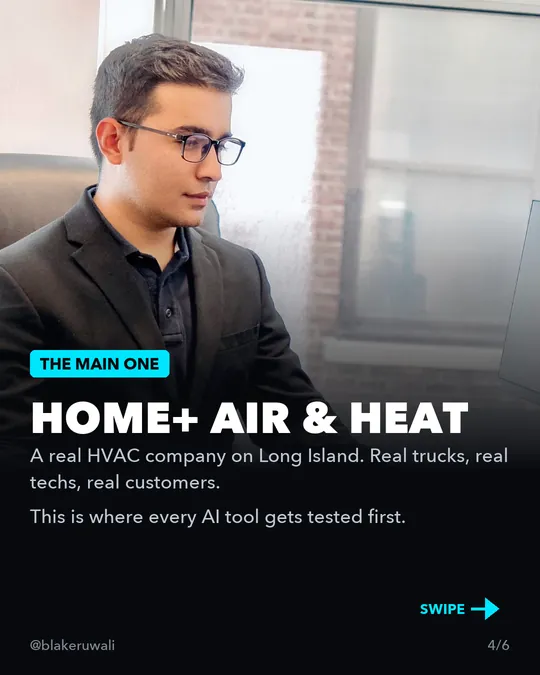 THE MAIN ONE
HOME+ AIR & HEAT
A real HVAC company on Long Island. Real trucks, real
techs, real customers.
This is where every AI tool gets tested first.
SWIPE
@blakeruwali
4/6